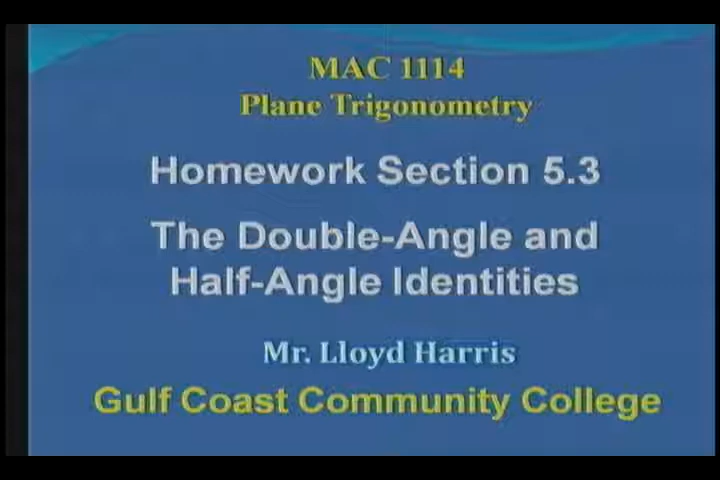 MAC 1114
Plane Trigonometry
Homework Section 5.3
The Double-Angle and
Half-Angle Identities
Mr. Lloyd Harris
Gulf Coast Community College